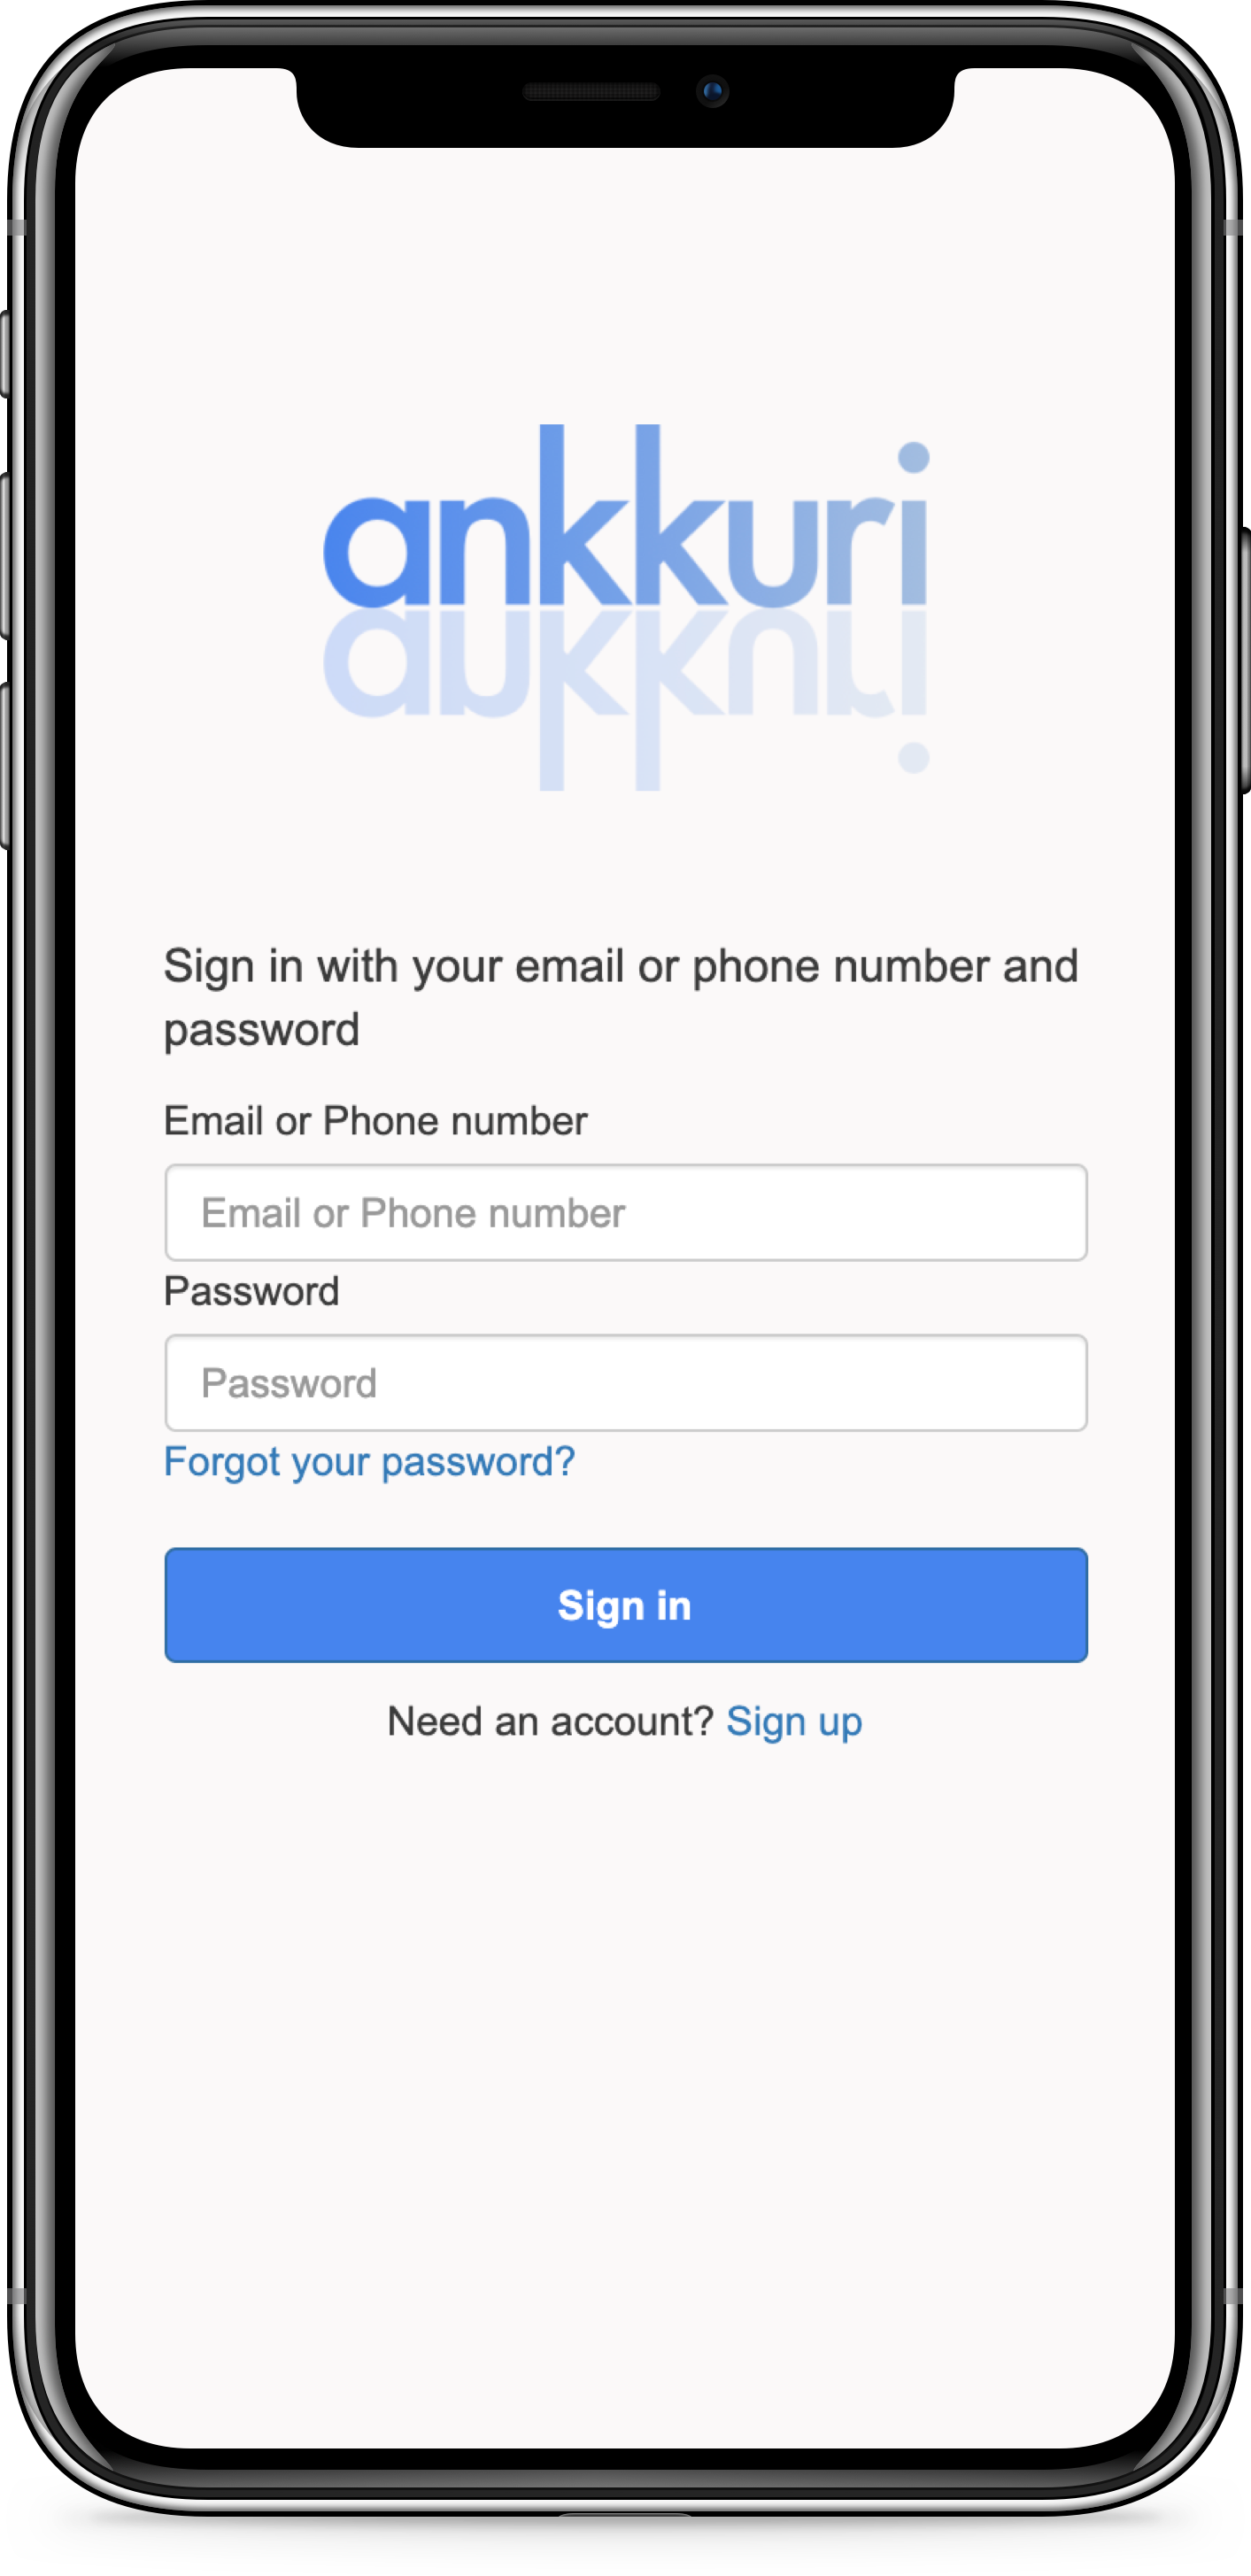 ankkuri
Sign in with your email or phone number and
password
Email or Phone number
Email or Phone number
Password
Password
Forgot your password?
Sign in
Need an account? Sign up